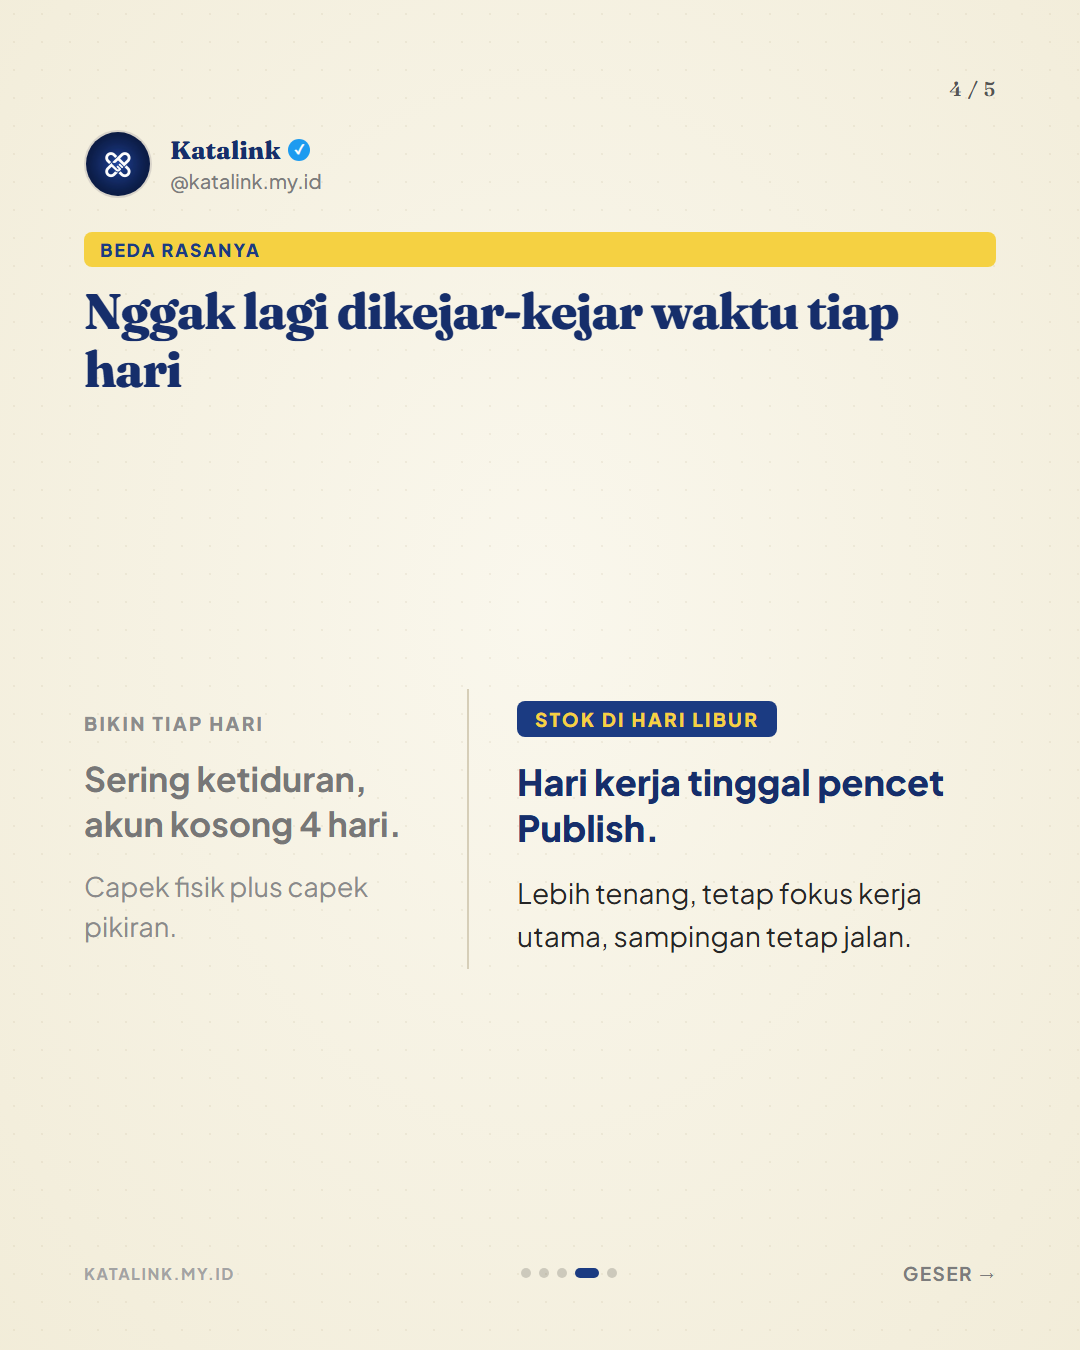 4 / 5
Katalink
@katalink.my.id
BEDA RASANYA
Nggak lagi dikejar-kejar waktu tiap
hari
BIKIN TIAP HARI
Sering ketiduran,
akun kosong 4 hari.
Capek fisik plus capek
pikiran.
STOK DI HARI LIBUR
Hari kerja tinggal pencet
Publish.
Lebih tenang, tetap fokus kerja
utama, sampingan tetap jalan.
KATALINK.MY.ID
GESER →